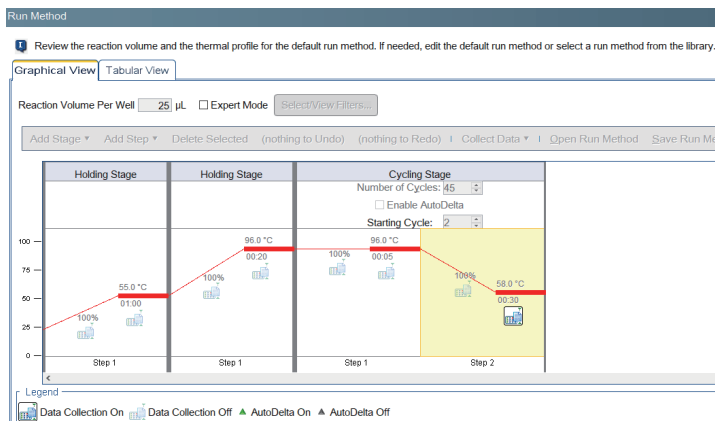 Run Method
Review the reaction volume and the thermal profile for the default run method. If needed, edit the default run method or select a run method from the library.
Graphical View Tabular View
Reaction Volume Per Well 25 µL Expert Mode Select/View Filters...
Add Stage ▼ Add Step ▼ Delete Selected (nothing to Undo) (nothing to Redo) Collect Data ▼ Open Run Method Save Run Me
Holding Stage Holding Stage Cycling Stage
Number of Cycles: 45
Enable AutoDelta
Starting Cycle: 2
100 96.0 °C 96.0 °C
100% 00:20 100% 00:05
75 100% 58.0 °C
55.0 °C 00:30
50 01:00
100%
25
0
Step 1 Step 1 Step 1 Step 2
Legend
Data Collection On Data Collection Off ▲ AutoDelta On ▲ AutoDelta Off